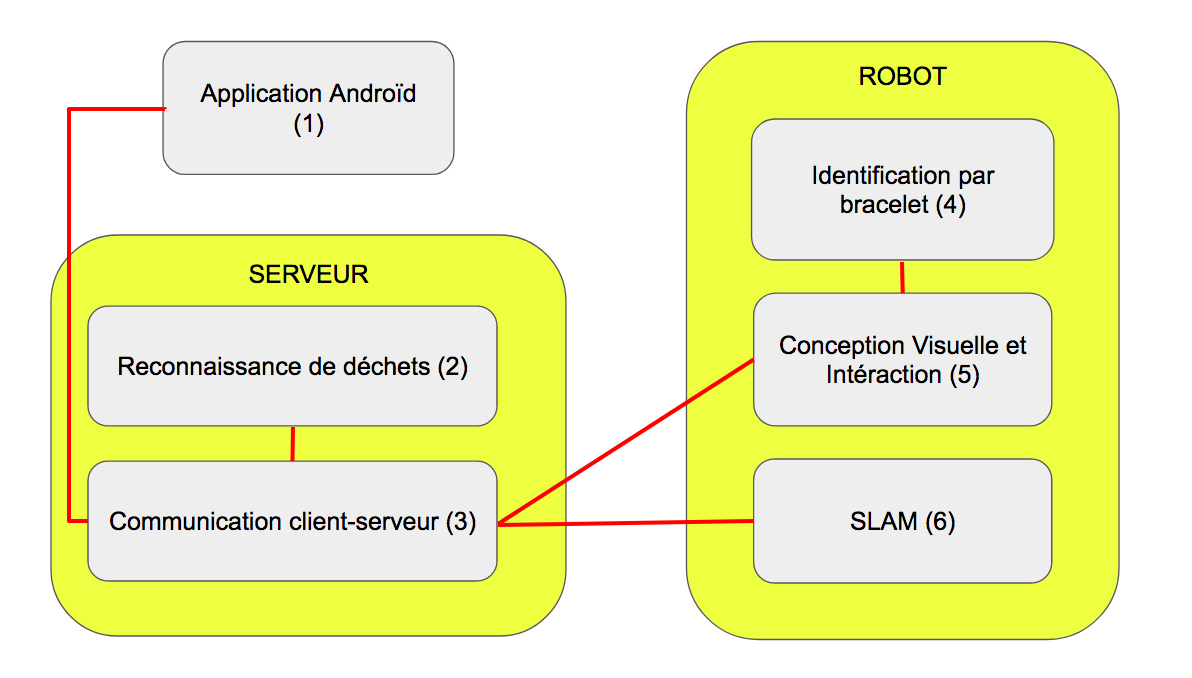 Application Androïd
(1)
SERVEUR
Reconnaissance de déchets (2)
Communication client-serveur (3)
ROBOT
Identification par
bracelet (4)
Conception Visuelle et
Intéraction (5)
SLAM (6)